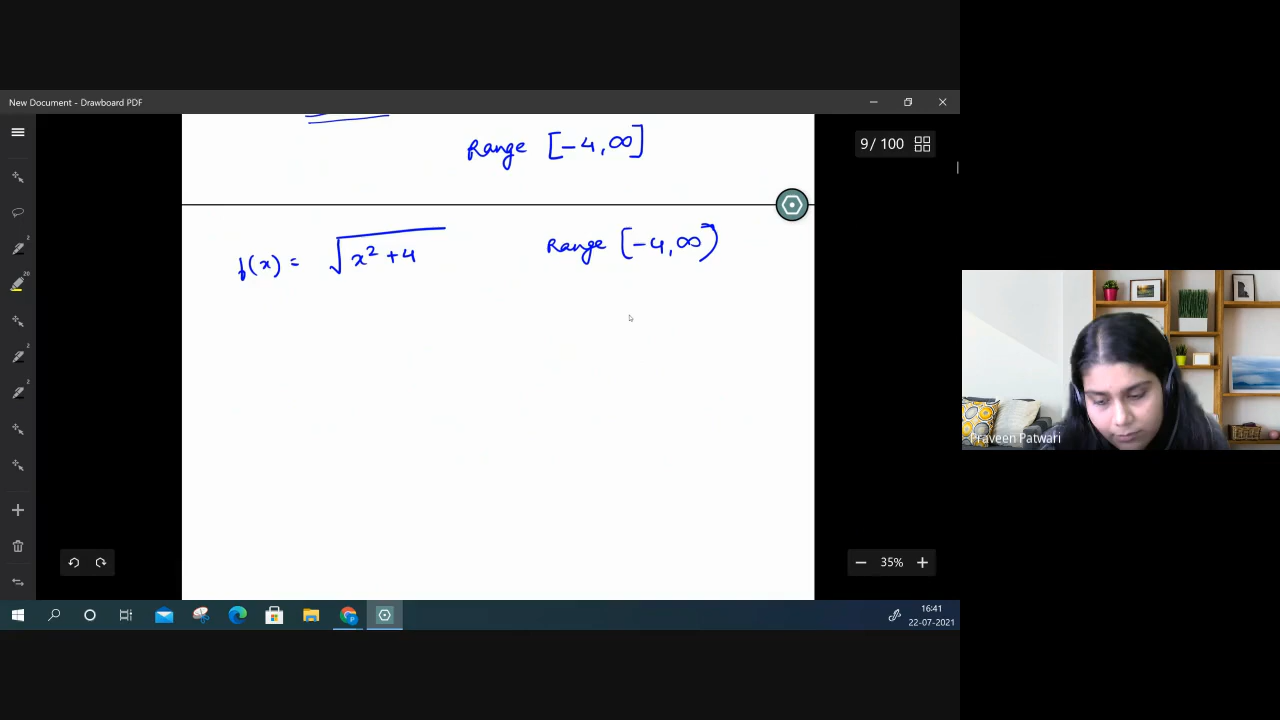 New Document - Drawboard PDF
Range [-4, ∞]
9 / 100
f(x) = √(x² + 4)
Range [-4, ∞)
Praveen Patwari
35%
16:41
22-07-2021